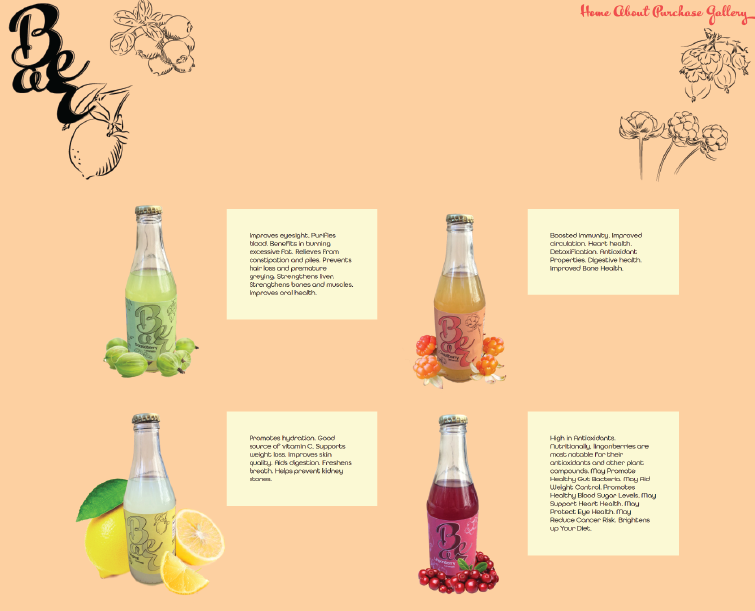 Bear
Home About Purchase Gallery
Improves eyesight. Purifies
blood. Benefits in burning
excessive fat. Relieves from
constipation and piles. Prevents
hair loss and premature
greying. Strengthens liver.
Strengthens bones and muscles.
Improves oral health.
Boosted immunity. Improved
circulation. Heart health.
Detoxification. Antioxidant
Properties. Digestive health.
Improved Bone Health.
Bear
Bear
Promotes hydration. Good
source of vitamin C. Supports
weight loss. Improves skin
quality. Aids digestion. Freshens
breath. Helps prevent kidney
stones.
High in Antioxidants.
Nutritionally, lingonberries are
most notable for their
antioxidants and other plant
compounds. May Promote
Healthy Gut Bacteria. May Aid
Weight Control. Promotes
Healthy Blood Sugar Levels. May
Support Heart Health. May
Protect Eye Health. May
Reduce Cancer Risk. Brightens
up Your Diet.
Bear
Bear